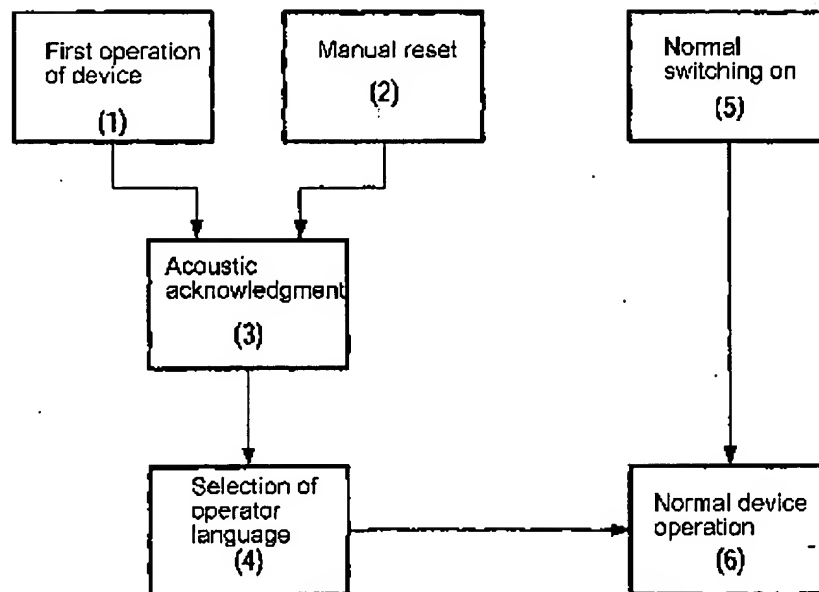 First operation
of device
(1)
Manual reset
(2)
Normal
switching on
(5)
Acoustic
acknowledgment
(3)
Selection of
operator
language
(4)
Normal device
operation
(6)